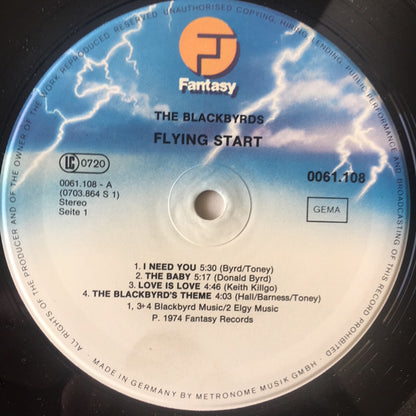 ALL RIGHTS OF THE PRODUCER AND OF THE OWNER OF THE WORK REPRODUCED RESERVED UNAUTHORISED COPYING, HIRING LENDING, PUBLIC PERFORMANCE AND BROADCASTING OF THIS RECORD PROHIBITED
Fantasy
THE BLACKBYRDS
FLYING START
LC 0720
0061.108 - A
(0703.864 S 1)
Stereo
Seite 1
0061.108
GEMA
1. I NEED YOU 5:30 (Byrd/Toney)
2. THE BABY 5:17 (Donald Byrd)
3. LOVE IS LOVE 4:46 (Keith Killgo)
4. THE BLACKBYRD'S THEME 4:03 (Hall/Barness/Toney)
1, 3+4 Blackbyrd Music/2 Elgy Music
P. 1974 Fantasy Records
MADE IN GERMANY BY METRONOME MUSIK GMBH